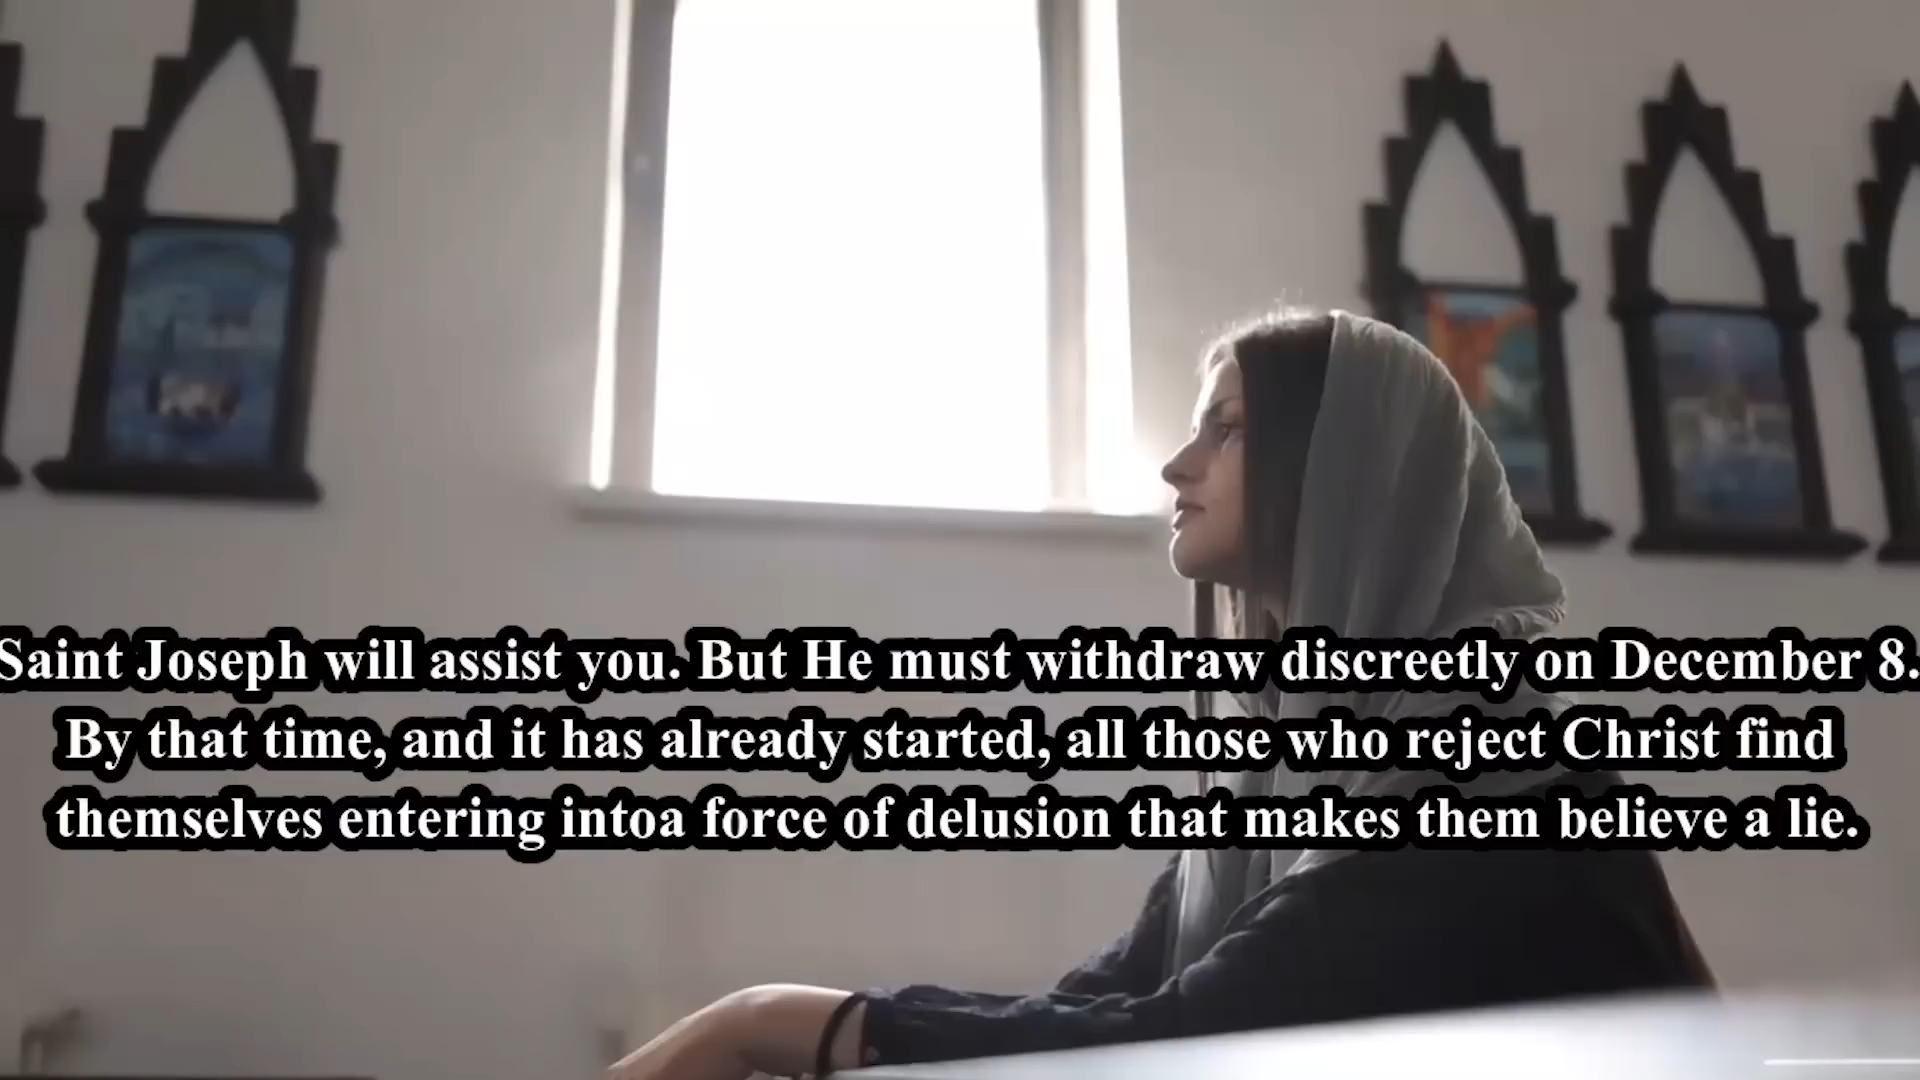 Saint Joseph will assist you. But He must withdraw discreetly on December 8.
By that time, and it has already started, all those who reject Christ find
themselves entering intoa force of delusion that makes them believe a lie.